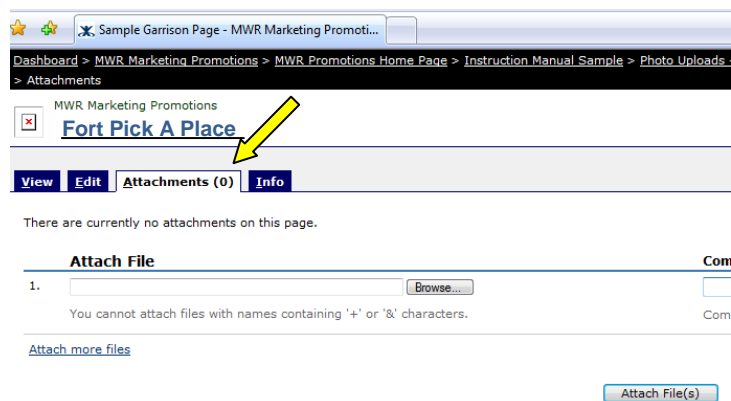 Sample Garrison Page - MWR Marketing Promoti...
Dashboard > MWR Marketing Promotions > MWR Promotions Home Page > Instruction Manual Sample > Photo Uploads
> Attachments
MWR Marketing Promotions
Fort Pick A Place
View Edit Attachments (0) Info
There are currently no attachments on this page.
Attach File Com
1. Browse...
You cannot attach files with names containing '+' or '&' characters. Com
Attach more files
Attach File(s)